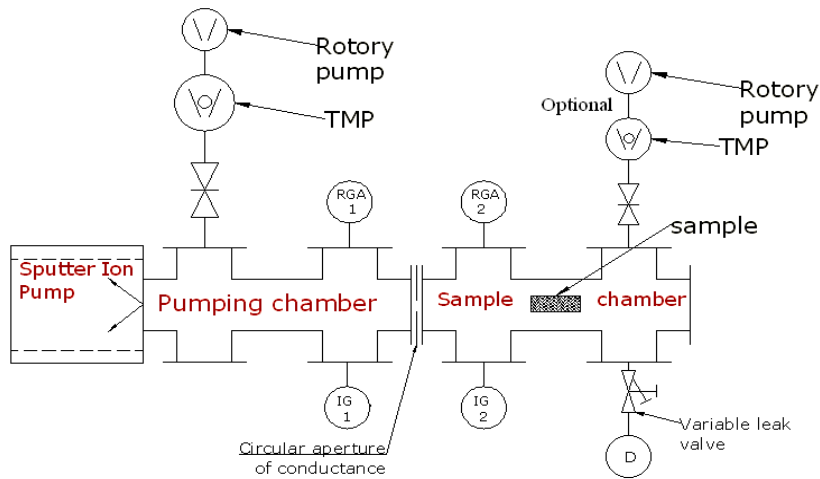 Rotory
pump
TMP
Optional
Rotory
pump
TMP
RGA
1
RGA
2
sample
Sputter Ion
Pump
Pumping chamber
Sample
chamber
IG
1
IG
2
Circular aperture
of conductance
Variable leak
valve
D